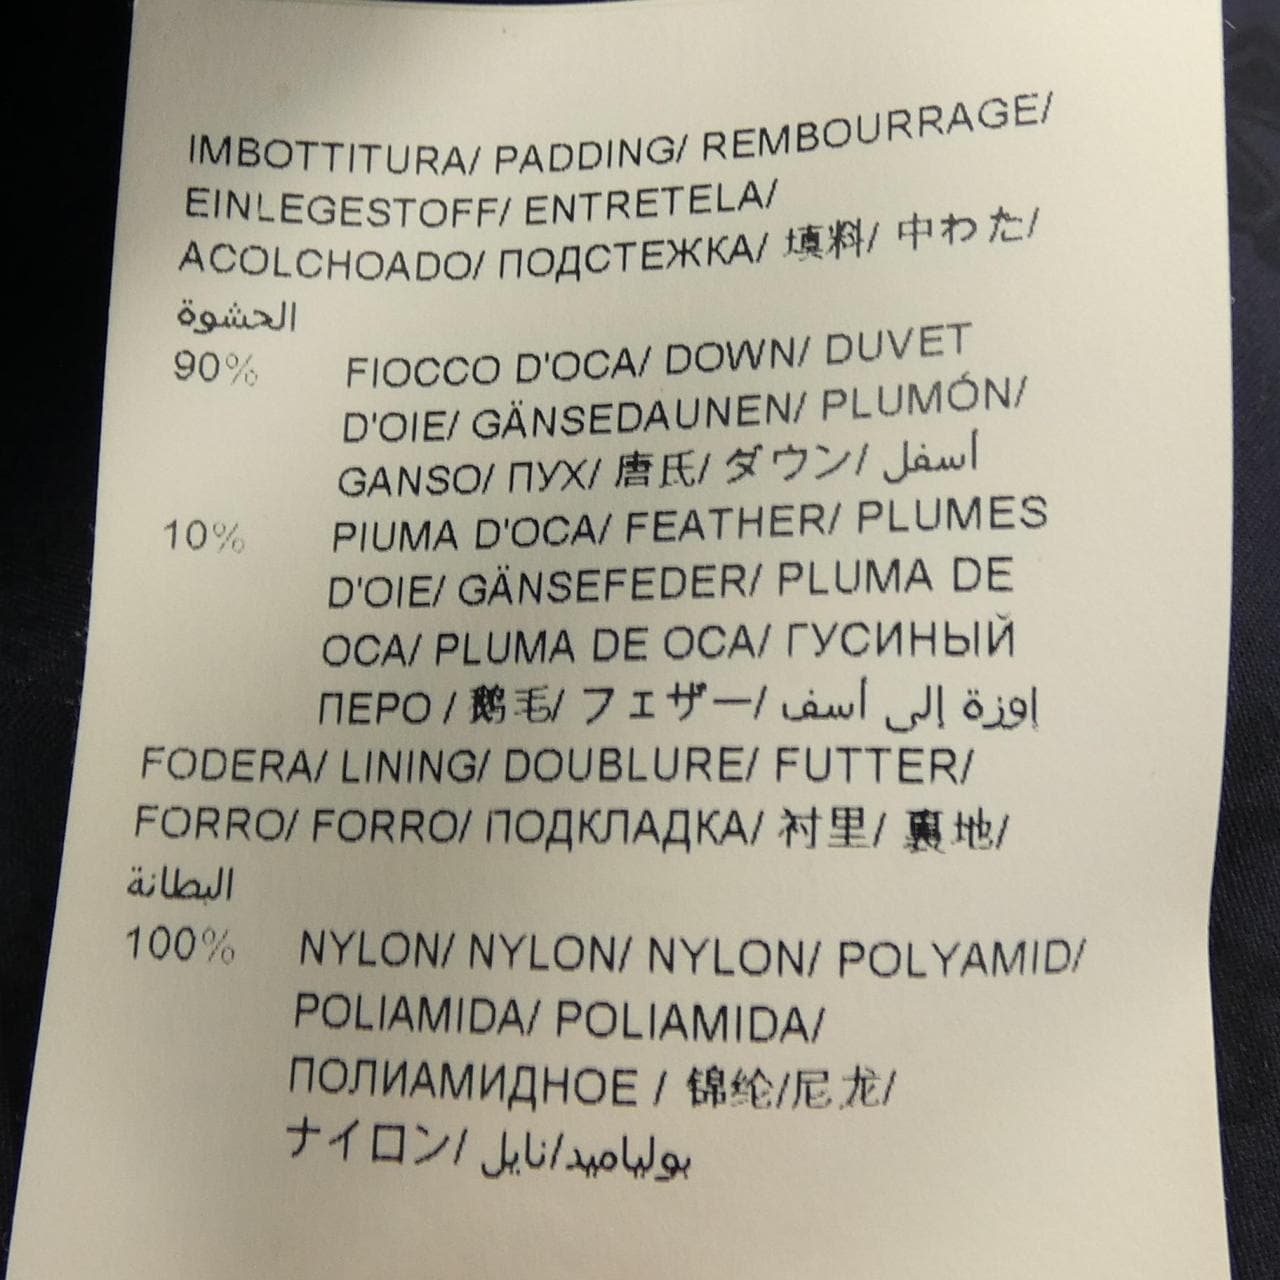 IMBOTTITURA/ PADDING/ REMBOURRAGE/
EINLEGESTOFF/ ENTRETELA/
ACOLCHOADO/ ПОДСТЕЖКА/ 填料/ 中わた/
الحشوة
90% FIOCCO D'OCA/ DOWN/ DUVET
D'OIE/ GÄNSEDAUNEN/ PLUMÓN/
GANSO/ ПУХ/ 唐氏/ ダウン/ أسفل
10% PIUMA D'OCA/ FEATHER/ PLUMES
D'OIE/ GÄNSEFEDER/ PLUMA DE
OCA/ PLUMA DE OCA/ ГУСИНЫЙ
ПЕРО / 鹅毛/ フェザー/ إوزة إلى أسف
FODERA/ LINING/ DOUBLURE/ FUTTER/
FORRO/ FORRO/ ПОДКЛАДКА/ 衬里/ 裏地/
البطانة
100% NYLON/ NYLON/ NYLON/ POLYAMID/
POLIAMIDA/ POLIAMIDA/
ПОЛИАМИДНОЕ / 锦纶/尼龙/
ナイロン/ بولياميد/نايل